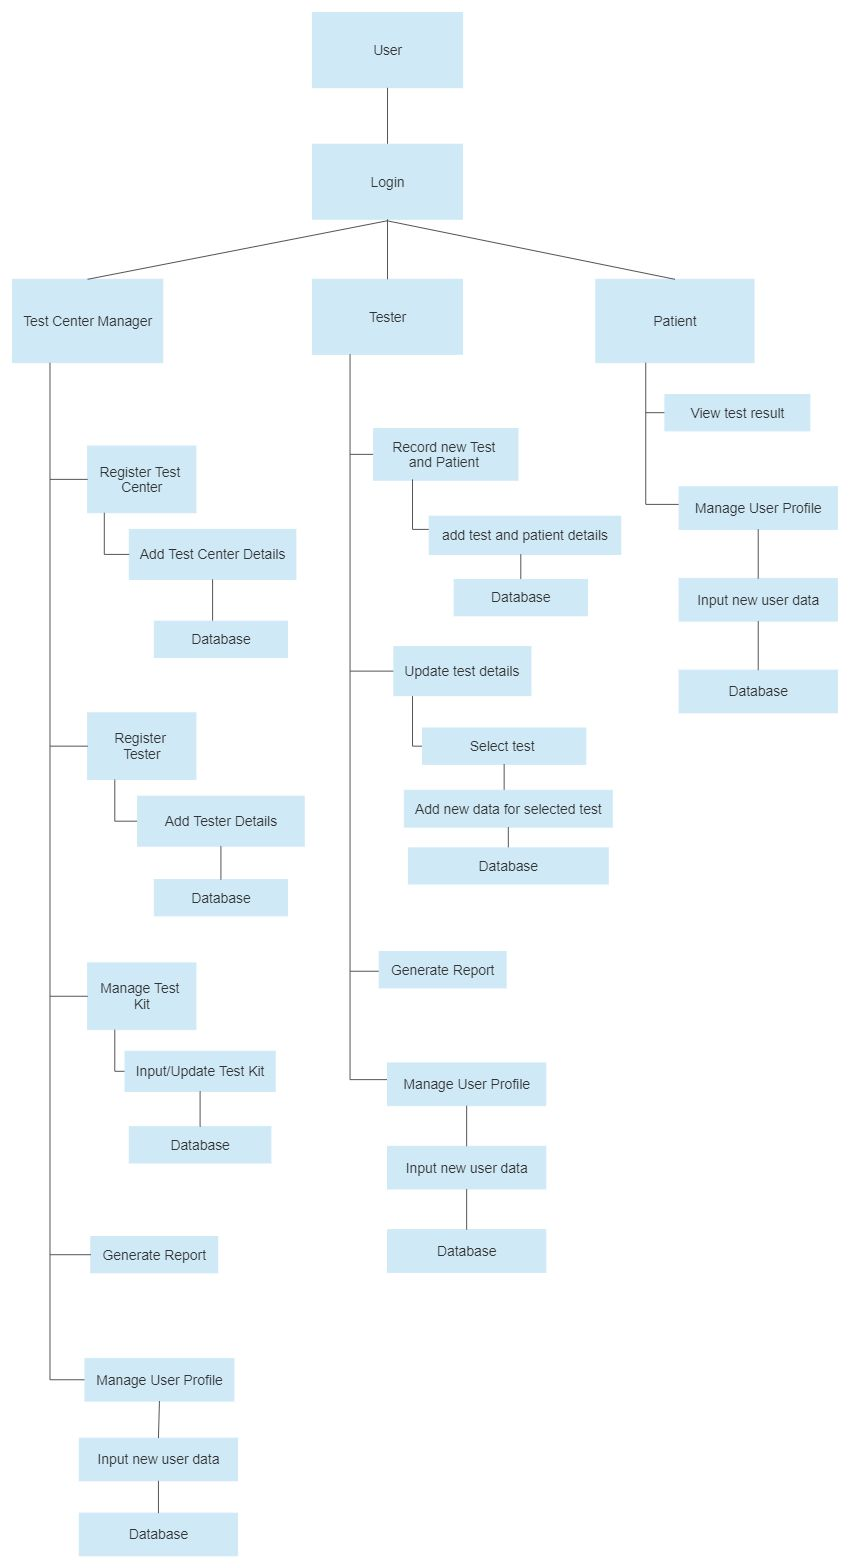 User
Login
Test Center Manager
Tester
Patient
Register Test
Center
Add Test Center Details
Database
Register
Tester
Add Tester Details
Database
Manage Test
Kit
Input/Update Test Kit
Database
Generate Report
Manage User Profile
Input new user data
Database
Record new Test
and Patient
add test and patient details
Database
Update test details
Select test
Add new data for selected test
Database
Generate Report
Manage User Profile
Input new user data
Database
View test result
Manage User Profile
Input new user data
Database